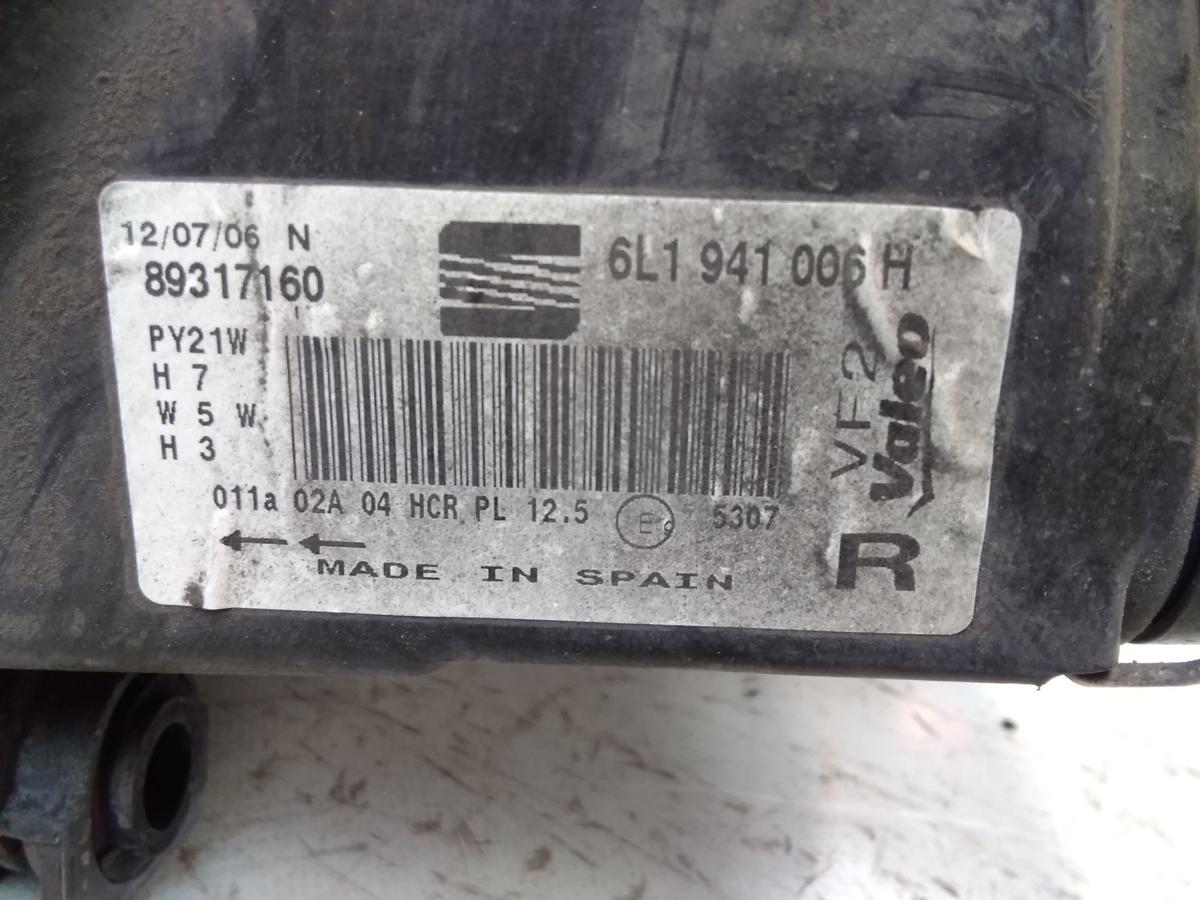 12/07/06 N
89317160
6L1 941 006 H
PY21W
H 7
W 5 W
H 3
VF2
Valeo
011a 02A 04 HCR PL 12.5 E9 5307
MADE IN SPAIN
R